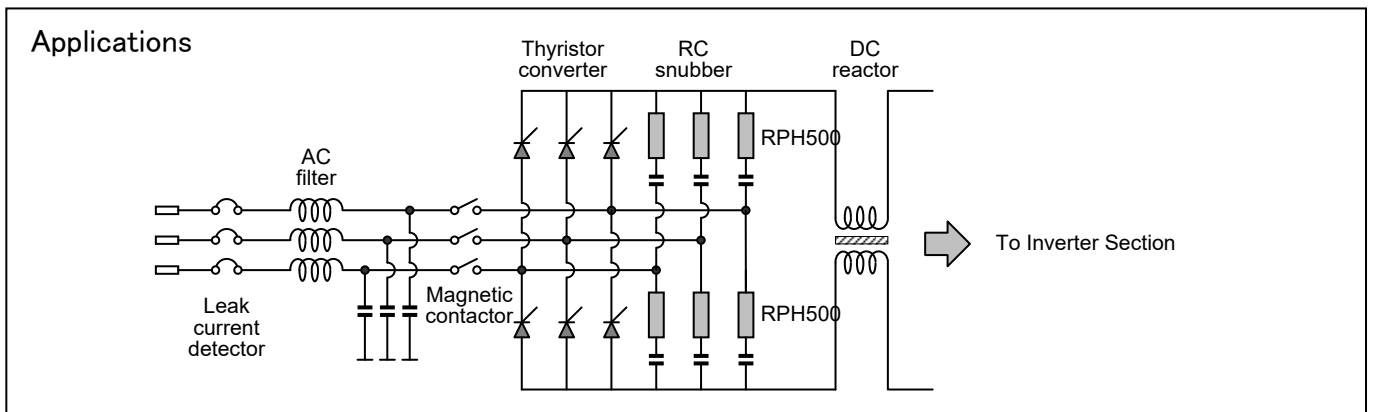 Applications
Thyristor
converter
RC
snubber
DC
reactor
RPH500
AC
filter
To Inverter Section
Magnetic
contactor
Leak
current
detector
RPH500